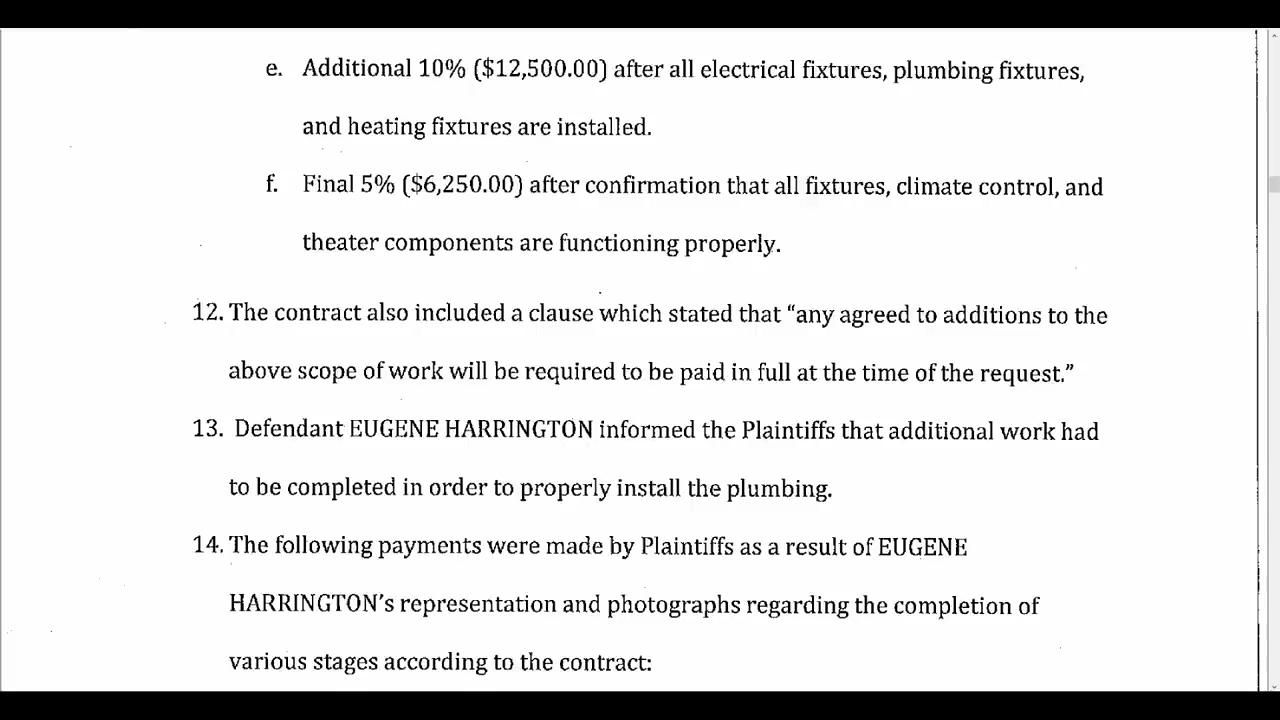 e. Additional 10% ($12,500.00) after all electrical fixtures, plumbing fixtures,
and heating fixtures are installed.
f. Final 5% ($6,250.00) after confirmation that all fixtures, climate control, and
theater components are functioning properly.
12. The contract also included a clause which stated that “any agreed to additions to the
above scope of work will be required to be paid in full at the time of the request.”
13. Defendant EUGENE HARRINGTON informed the Plaintiffs that additional work had
to be completed in order to properly install the plumbing.
14. The following payments were made by Plaintiffs as a result of EUGENE
HARRINGTON’s representation and photographs regarding the completion of
various stages according to the contract: